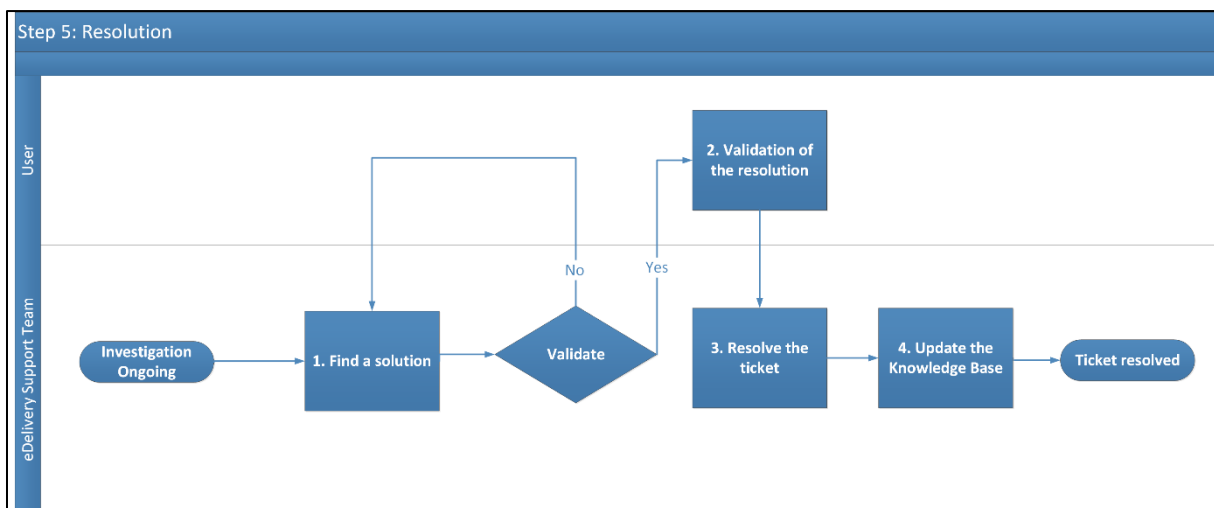 Step 5: Resolution
User
2. Validation of
the resolution
No
Yes
eDelivery Support Team
Investigation
Ongoing
1. Find a solution
Validate
3. Resolve the
ticket
4. Update the
Knowledge Base
Ticket resolved